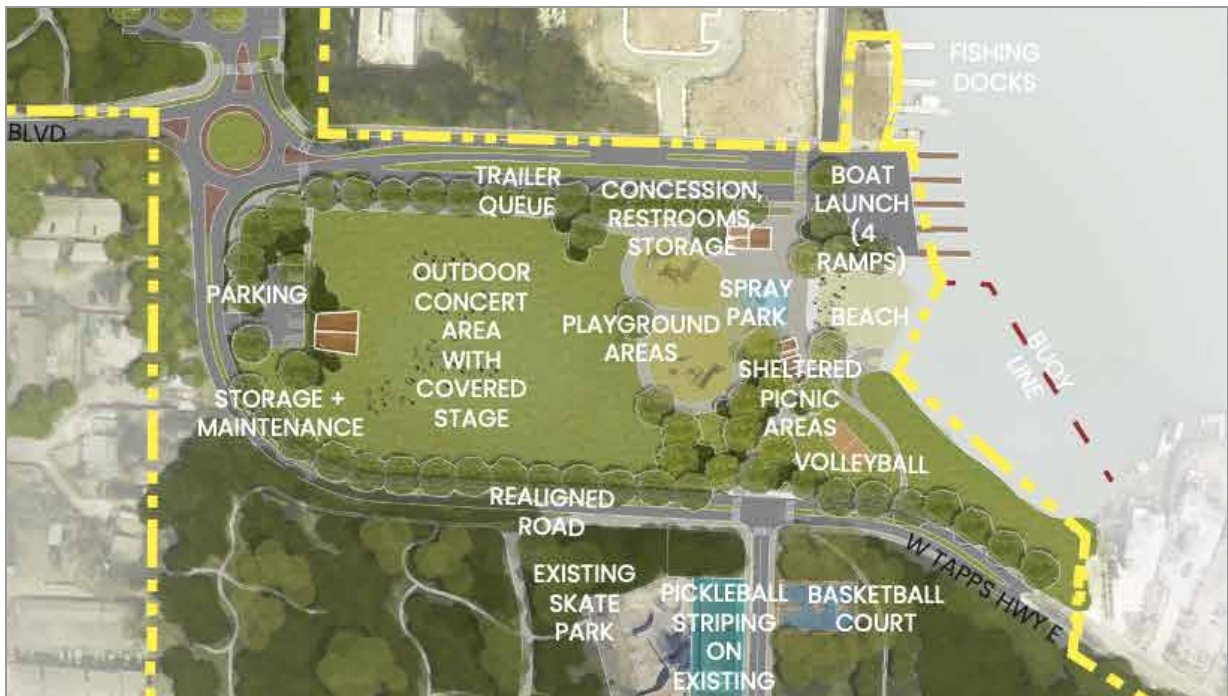 FISHING
DOCKS
BLVD
TRAILER
QUEUE
CONCESSION,
RESTROOMS,
STORAGE
BOAT
LAUNCH
(4
RAMPS)
PARKING
OUTDOOR
CONCERT
AREA
WITH
COVERED
STAGE
PLAYGROUND
AREAS
SPRAY
PARK
BEACH
BUOY
LINE
SHELTERED
PICNIC
AREAS
STORAGE +
MAINTENANCE
VOLLEYBALL
REALIGNED
ROAD
W TAPPS HWY E
EXISTING
SKATE
PARK
PICKLEBALL
STRIPING
ON
EXISTING
BASKETBALL
COURT